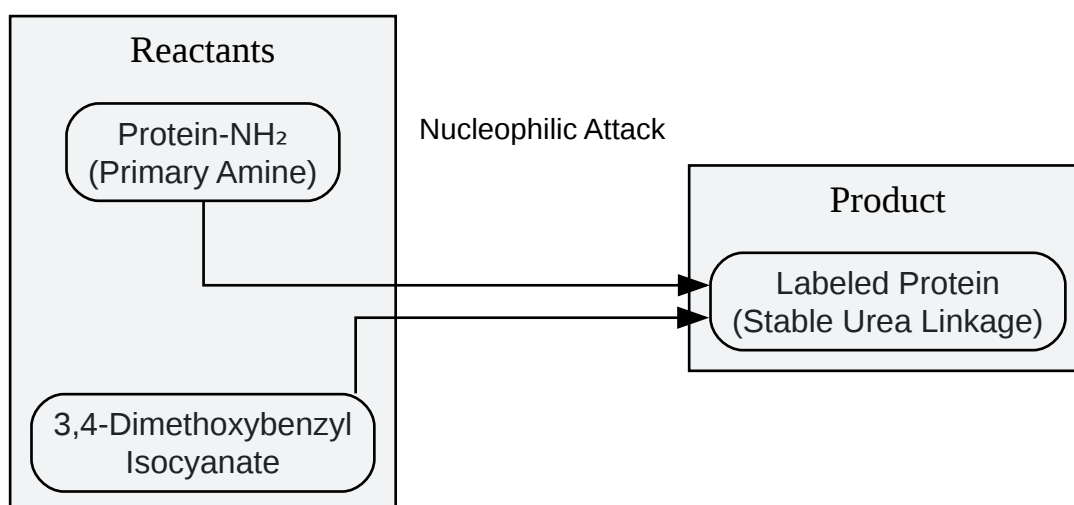 Reactants
Protein-NH₂
(Primary Amine)
Nucleophilic Attack
Product
Labeled Protein
(Stable Urea Linkage)
3,4-Dimethoxybenzyl
Isocyanate